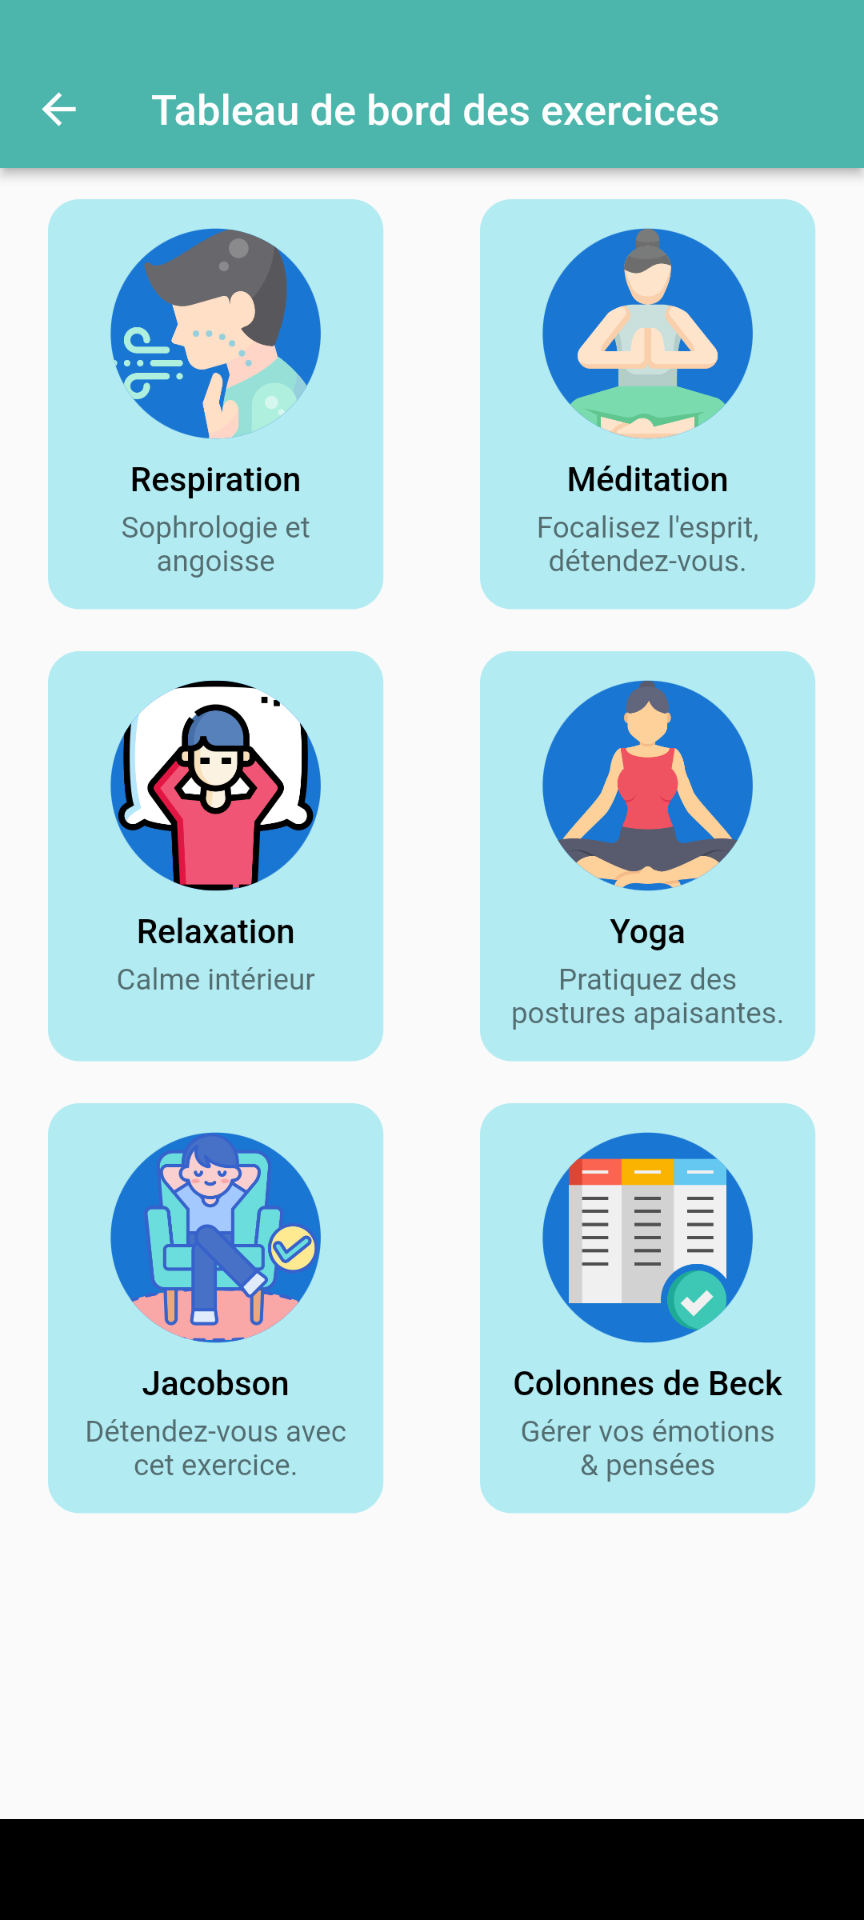 Tableau de bord des exercices
Respiration
Sophrologie et
angoisse
Méditation
Focalisez l'esprit,
détendez-vous.
Relaxation
Calme intérieur
Yoga
Pratiquez des
postures apaisantes.
Jacobson
Détendez-vous avec
cet exercice.
Colonnes de Beck
Gérer vos émotions
& pensées